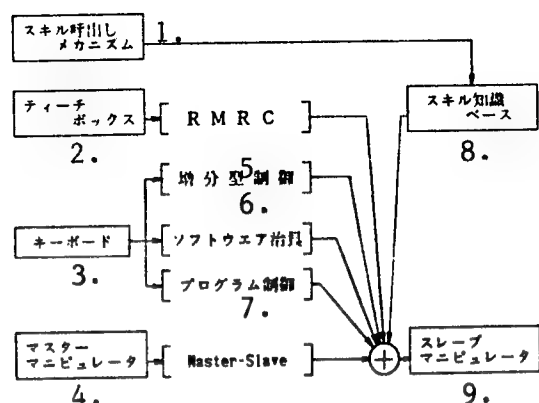 スキル呼出し
メカニズム
1.
ティーチ
ボックス
2.
RMRC
スキル知識
ベース
8.
増分型制御
5.
6.
キーボード
3.
ソフトウエア治具
プログラム制御
7.
マスター
マニピュレータ
4.
Master-Slave
+
スレーブ
マニピュレータ
9.